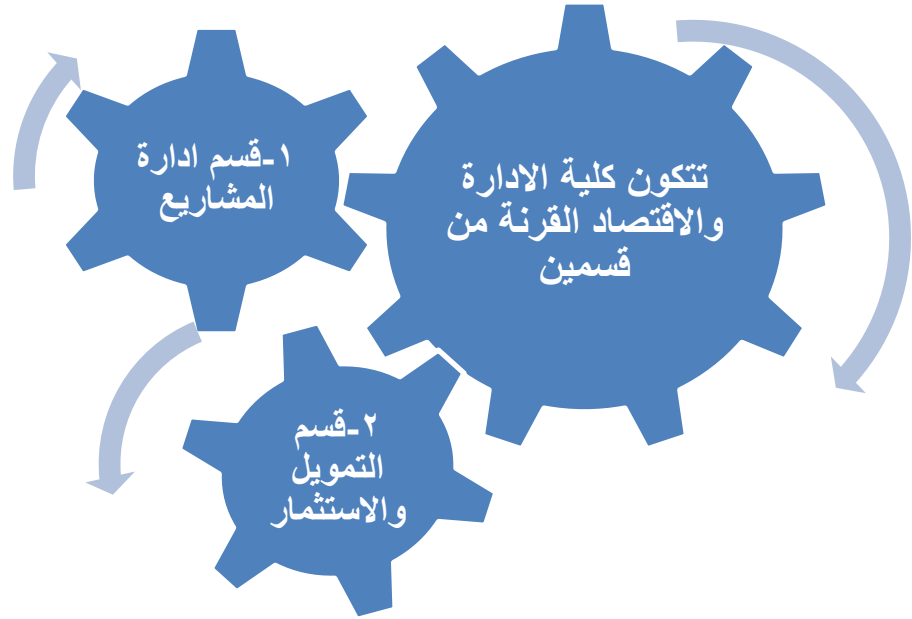 تتكون كلية الادارة
والاقتصاد القرنة من
قسمين
١-قسم ادارة
المشاريع
٢-قسم
التمويل
والاستثمار